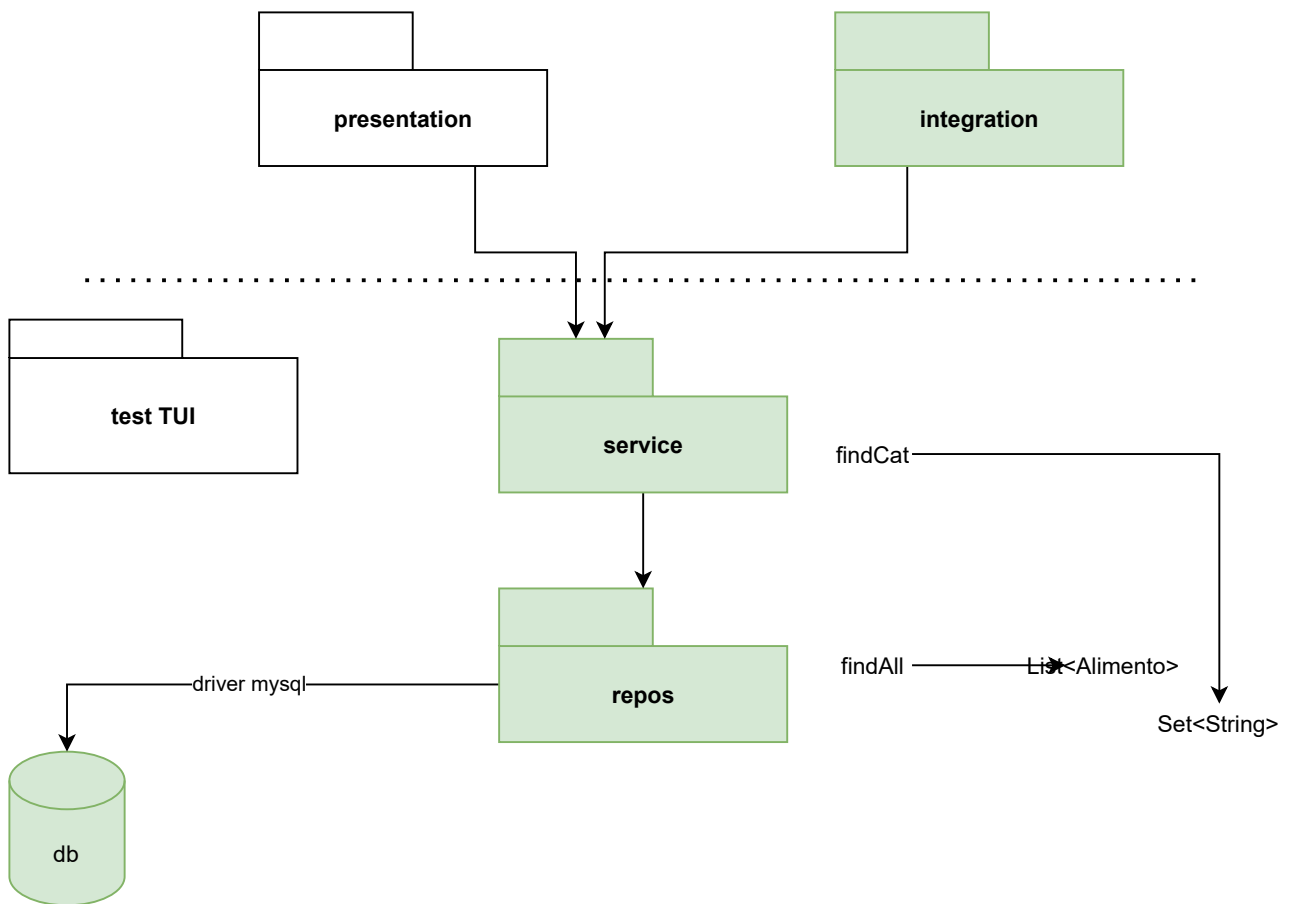 presentation
integration
test TUI
service
findCat
driver mysql
repos
findAll
List<Alimento>
Set<String>
db